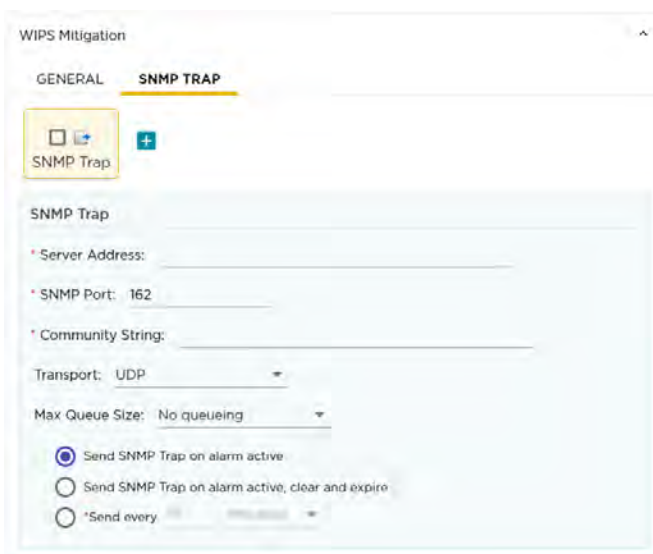 WIPS Mitigation
GENERAL SNMP TRAP
SNMP Trap
SNMP Trap
* Server Address:
* SNMP Port: 162
* Community String:
Transport: UDP
Max Queue Size: No queueing
Send SNMP Trap on alarm active
Send SNMP Trap on alarm active, clear and expire
*Send every